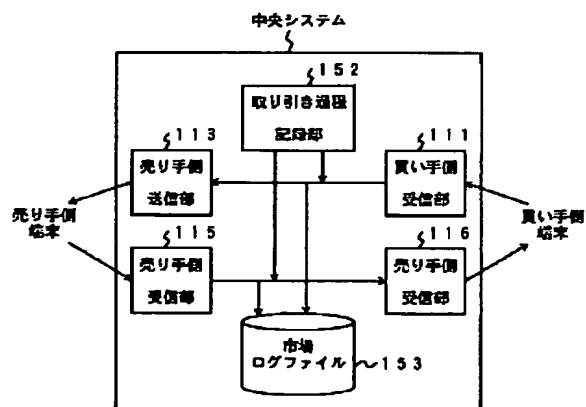 中央システム
152
取り引き過程
記録部
113
売り手側
送信部
111
買い手側
受信部
売り手側
端末
買い手側
端末
115
売り手側
受信部
116
売り手側
受信部
市場
ログファイル
153